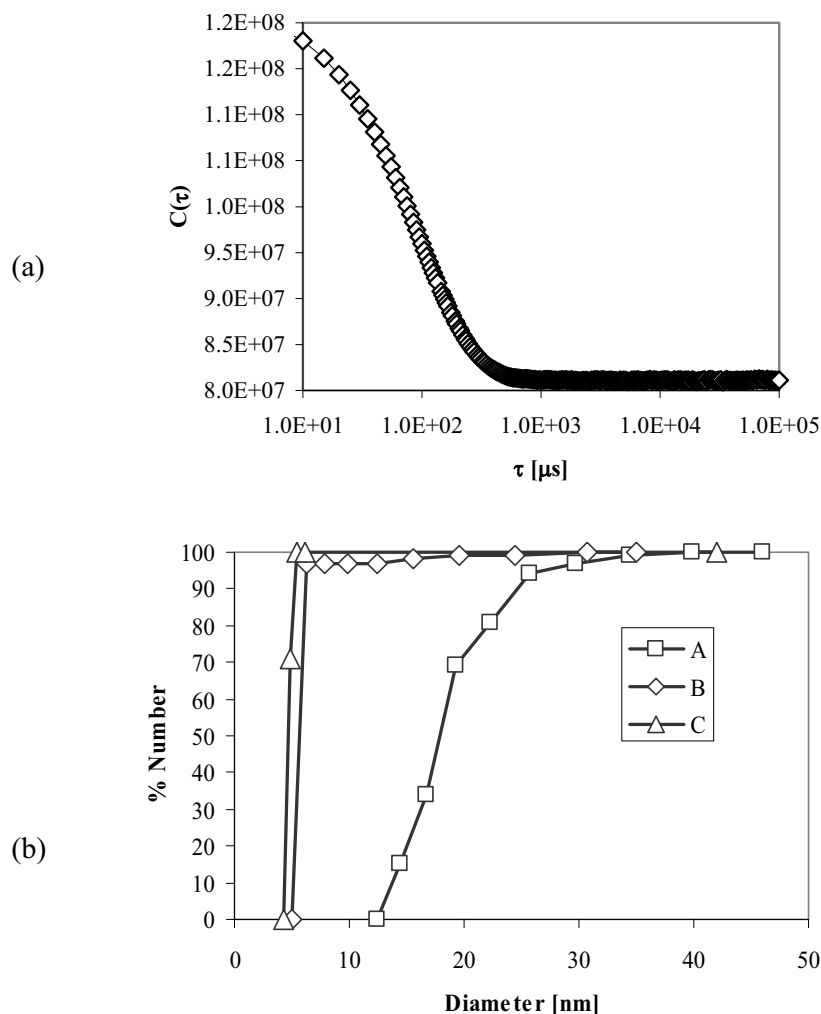 (a)
C(τ)
1.2E+08
1.2E+08
1.1E+08
1.1E+08
1.0E+08
9.5E+07
9.0E+07
8.5E+07
8.0E+07
1.0E+01 1.0E+02 1.0E+03 1.0E+04 1.0E+05
τ [μs]
(b)
% Number
100
90
80
70
60
50
40
30
20
10
0
A
B
C
0 10 20 30 40 50
Diameter [nm]